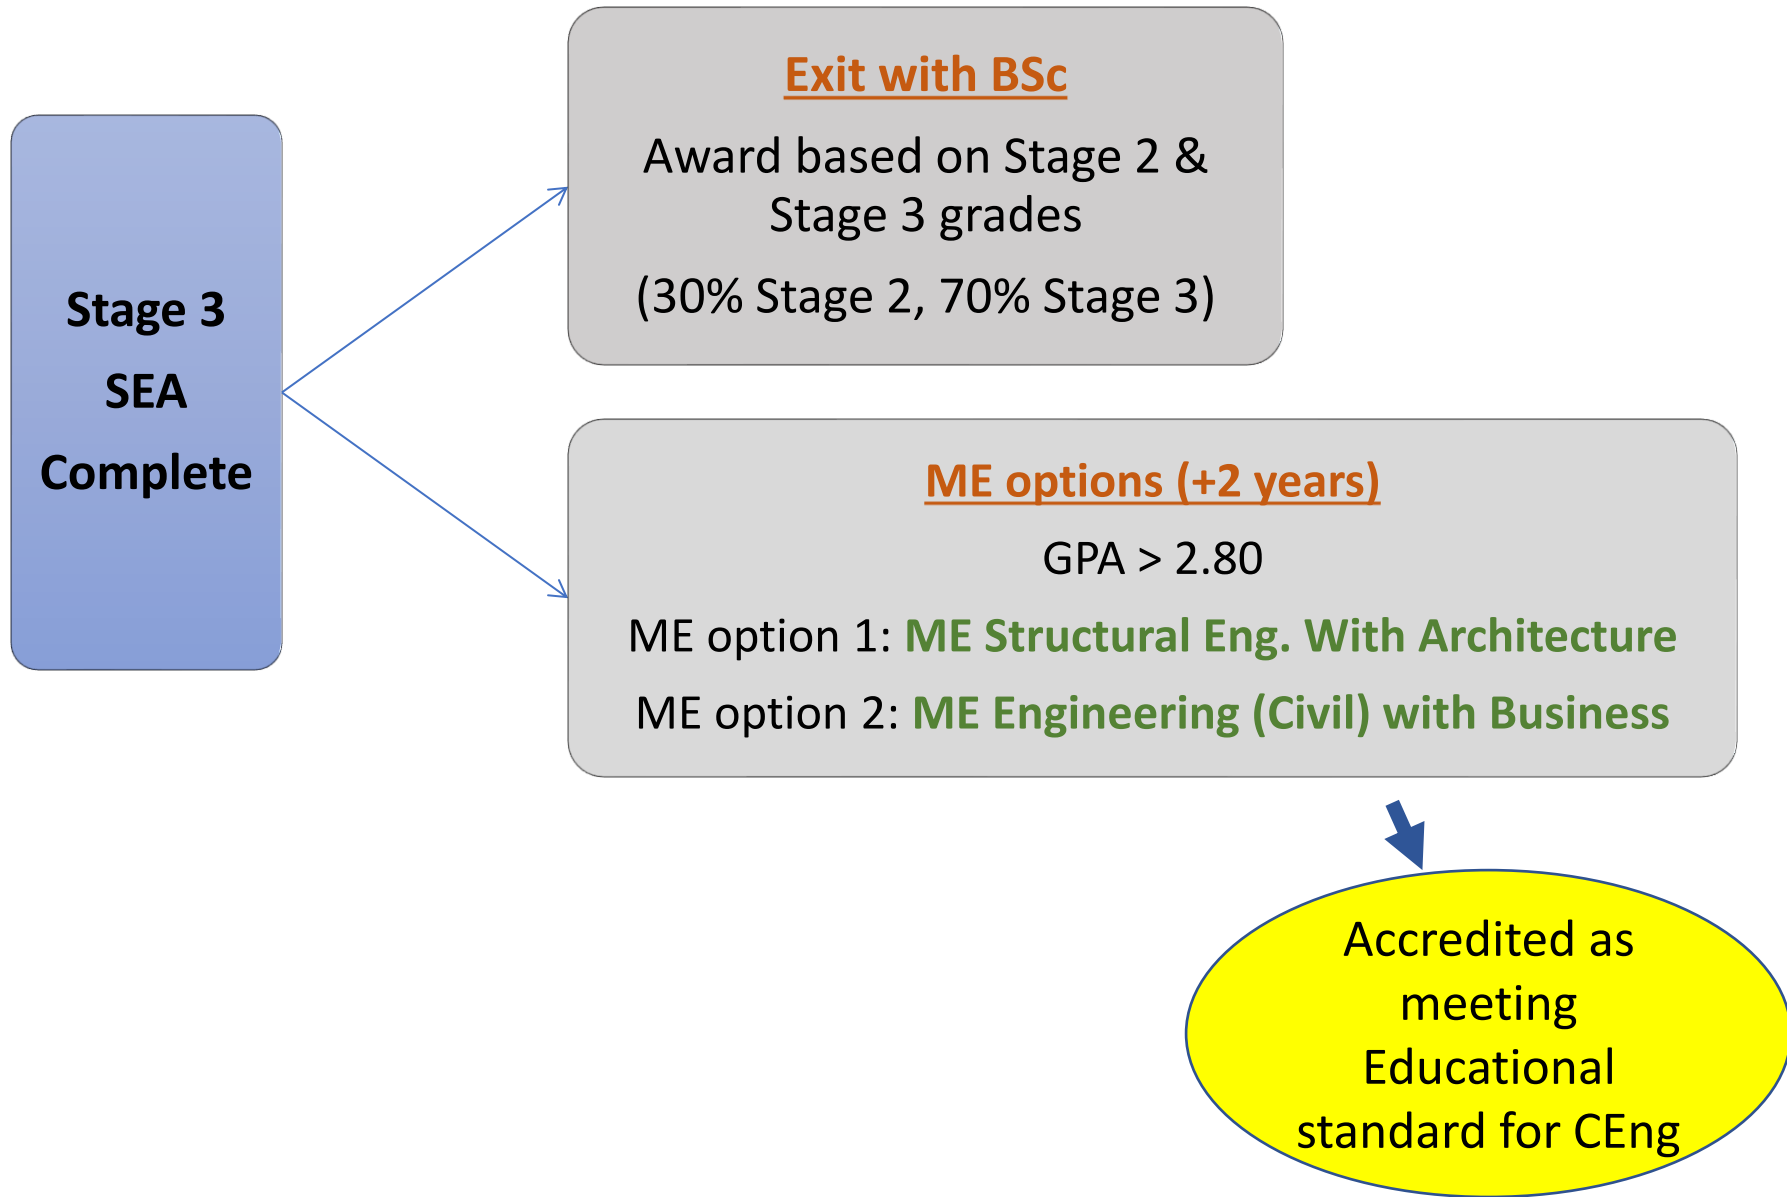 Stage 3
SEA
Complete
Exit with BSc
Award based on Stage 2 &
Stage 3 grades
(30% Stage 2, 70% Stage 3)
ME options (+2 years)
GPA > 2.80
ME option 1: ME Structural Eng. With Architecture
ME option 2: ME Engineering (Civil) with Business
Accredited as
meeting
Educational
standard for CEng